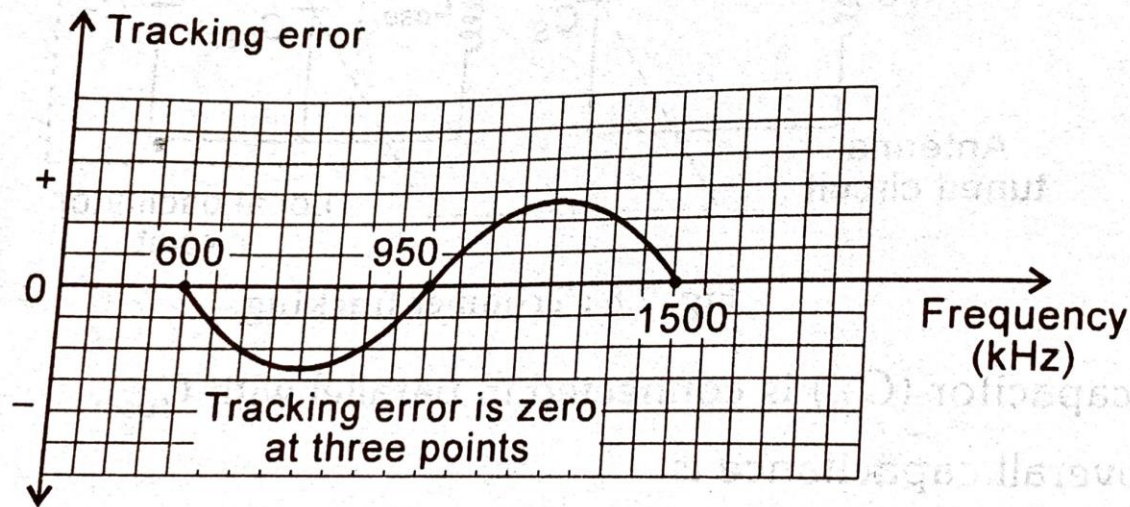 Tracking error
+
600
950
0
1500
Frequency
(kHz)
–
Tracking error is zero
at three points